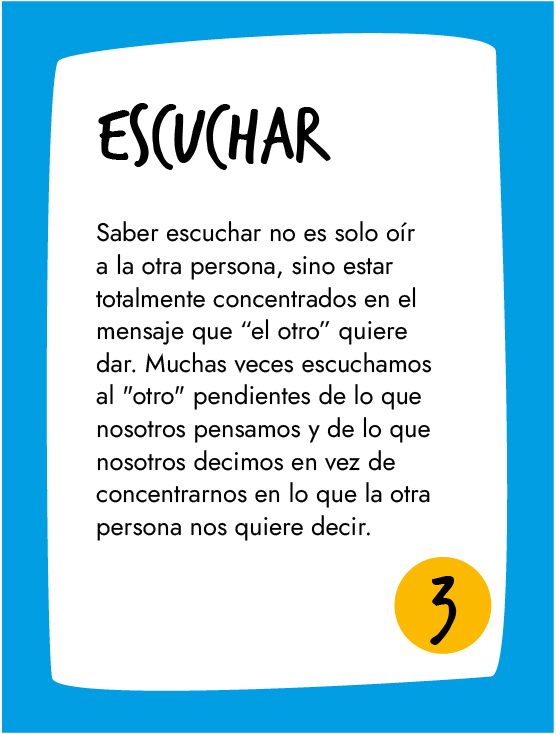 ESCUCHAR
Saber escuchar no es solo oír
a la otra persona, sino estar
totalmente concentrados en el
mensaje que “el otro” quiere
dar. Muchas veces escuchamos
al "otro" pendientes de lo que
nosotros pensamos y de lo que
nosotros decimos en vez de
concentrarnos en lo que la otra
persona nos quiere decir.
3